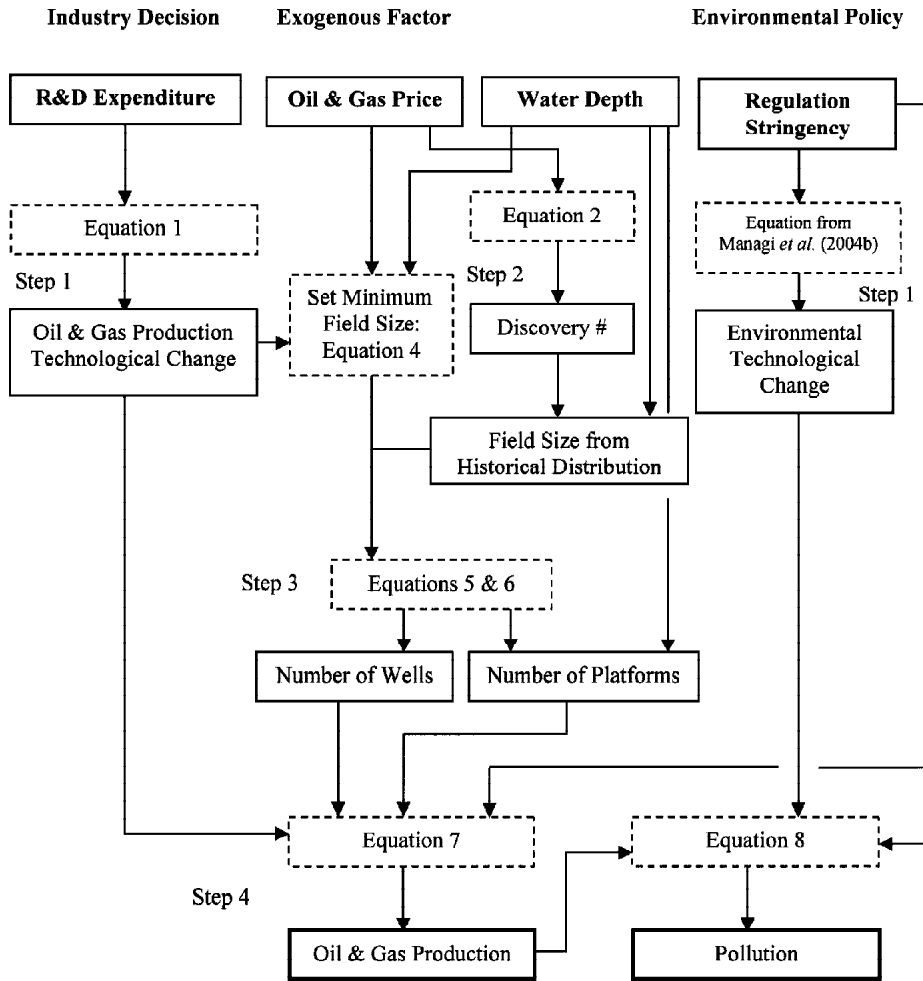 Industry Decision
Exogenous Factor
Environmental Policy
R&D Expenditure
Oil & Gas Price
Water Depth
Regulation
Stringency
Equation 1
Equation 2
Equation from
Managi et al. (2004b)
Step 1
Step 2
Step 1
Set Minimum
Field Size:
Equation 4
Oil & Gas Production
Technological Change
Discovery #
Environmental
Technological
Change
Field Size from
Historical Distribution
Step 3
Equations 5 & 6
Number of Wells
Number of Platforms
Equation 7
Equation 8
Step 4
Oil & Gas Production
Pollution